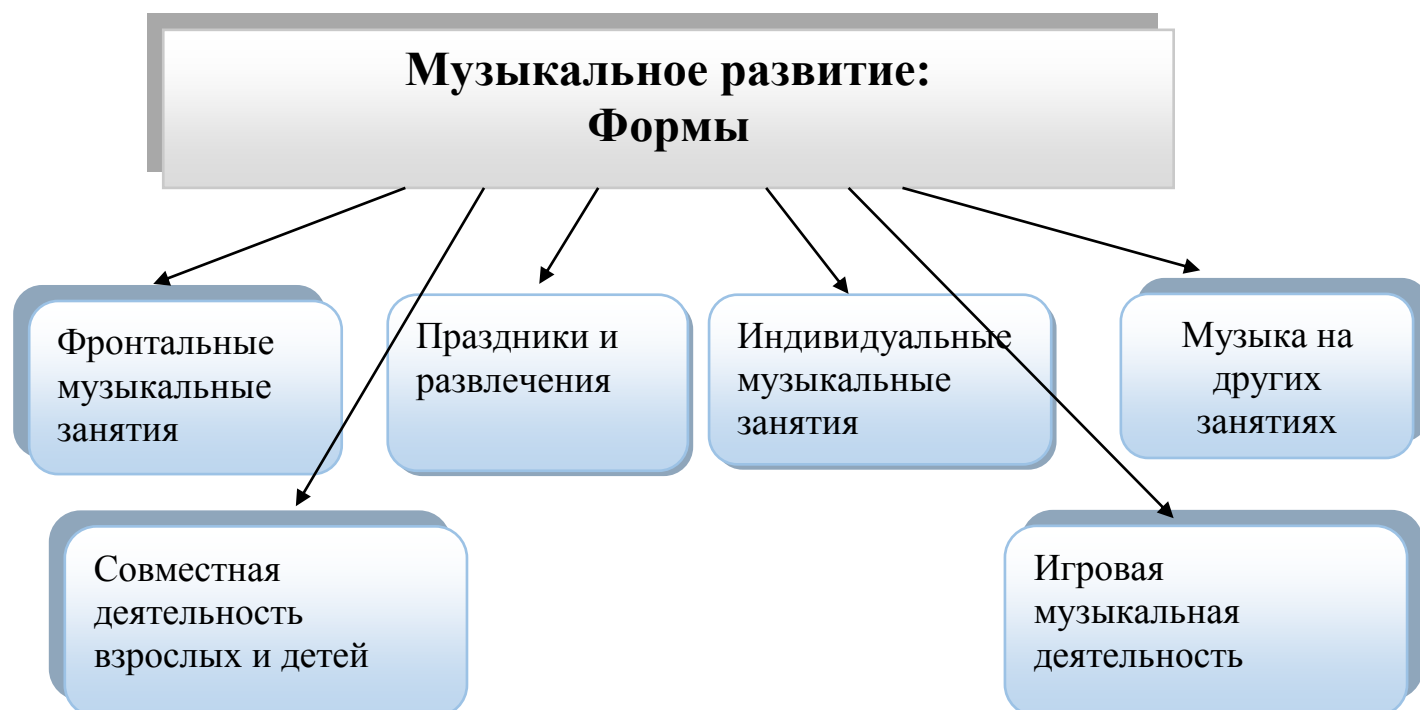 Музыкальное развитие:
Формы
Фронтальные
музыкальные
занятия
Праздники и
развлечения
Индивидуальные
музыкальные
занятия
Музыка на
других
занятиях
Совместная
деятельность
взрослых и детей
Игровая
музыкальная
деятельность